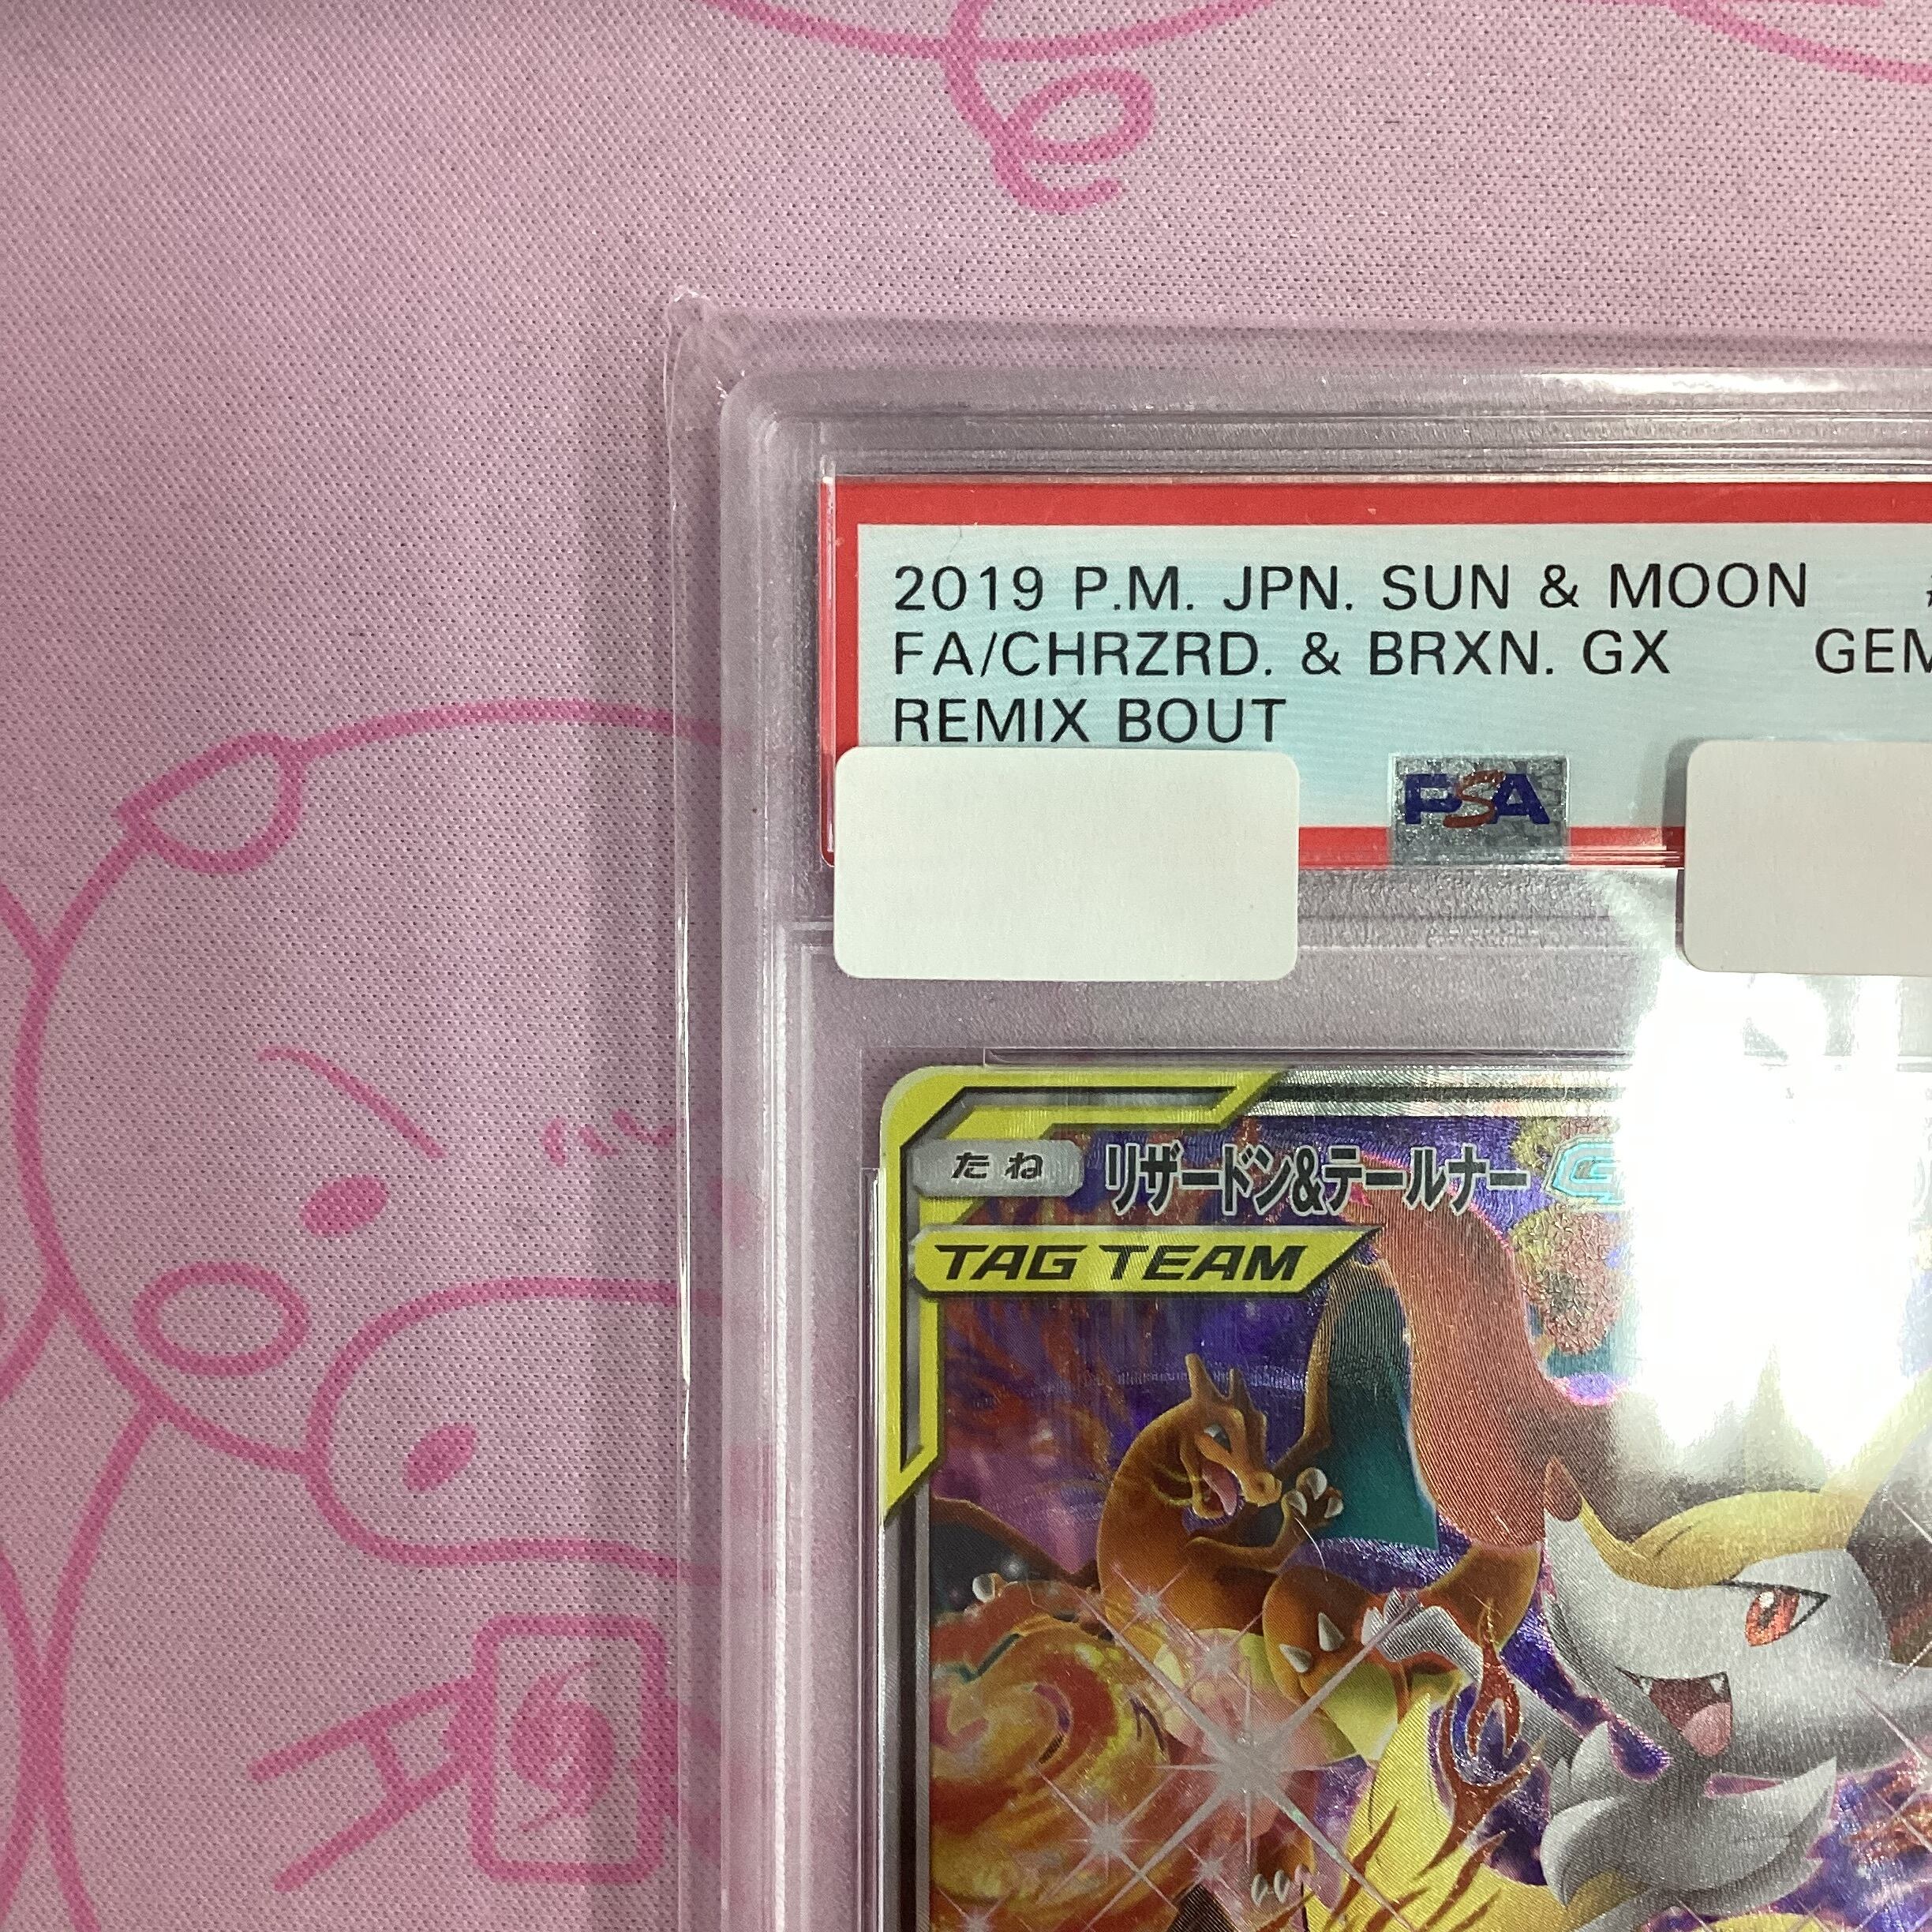 2019 P.M. JPN. SUN & MOON
FA/CHRZRD. & BRXN. GX
REMIX BOUT
PSA
たね リザードン&テールナー
TAG TEAM